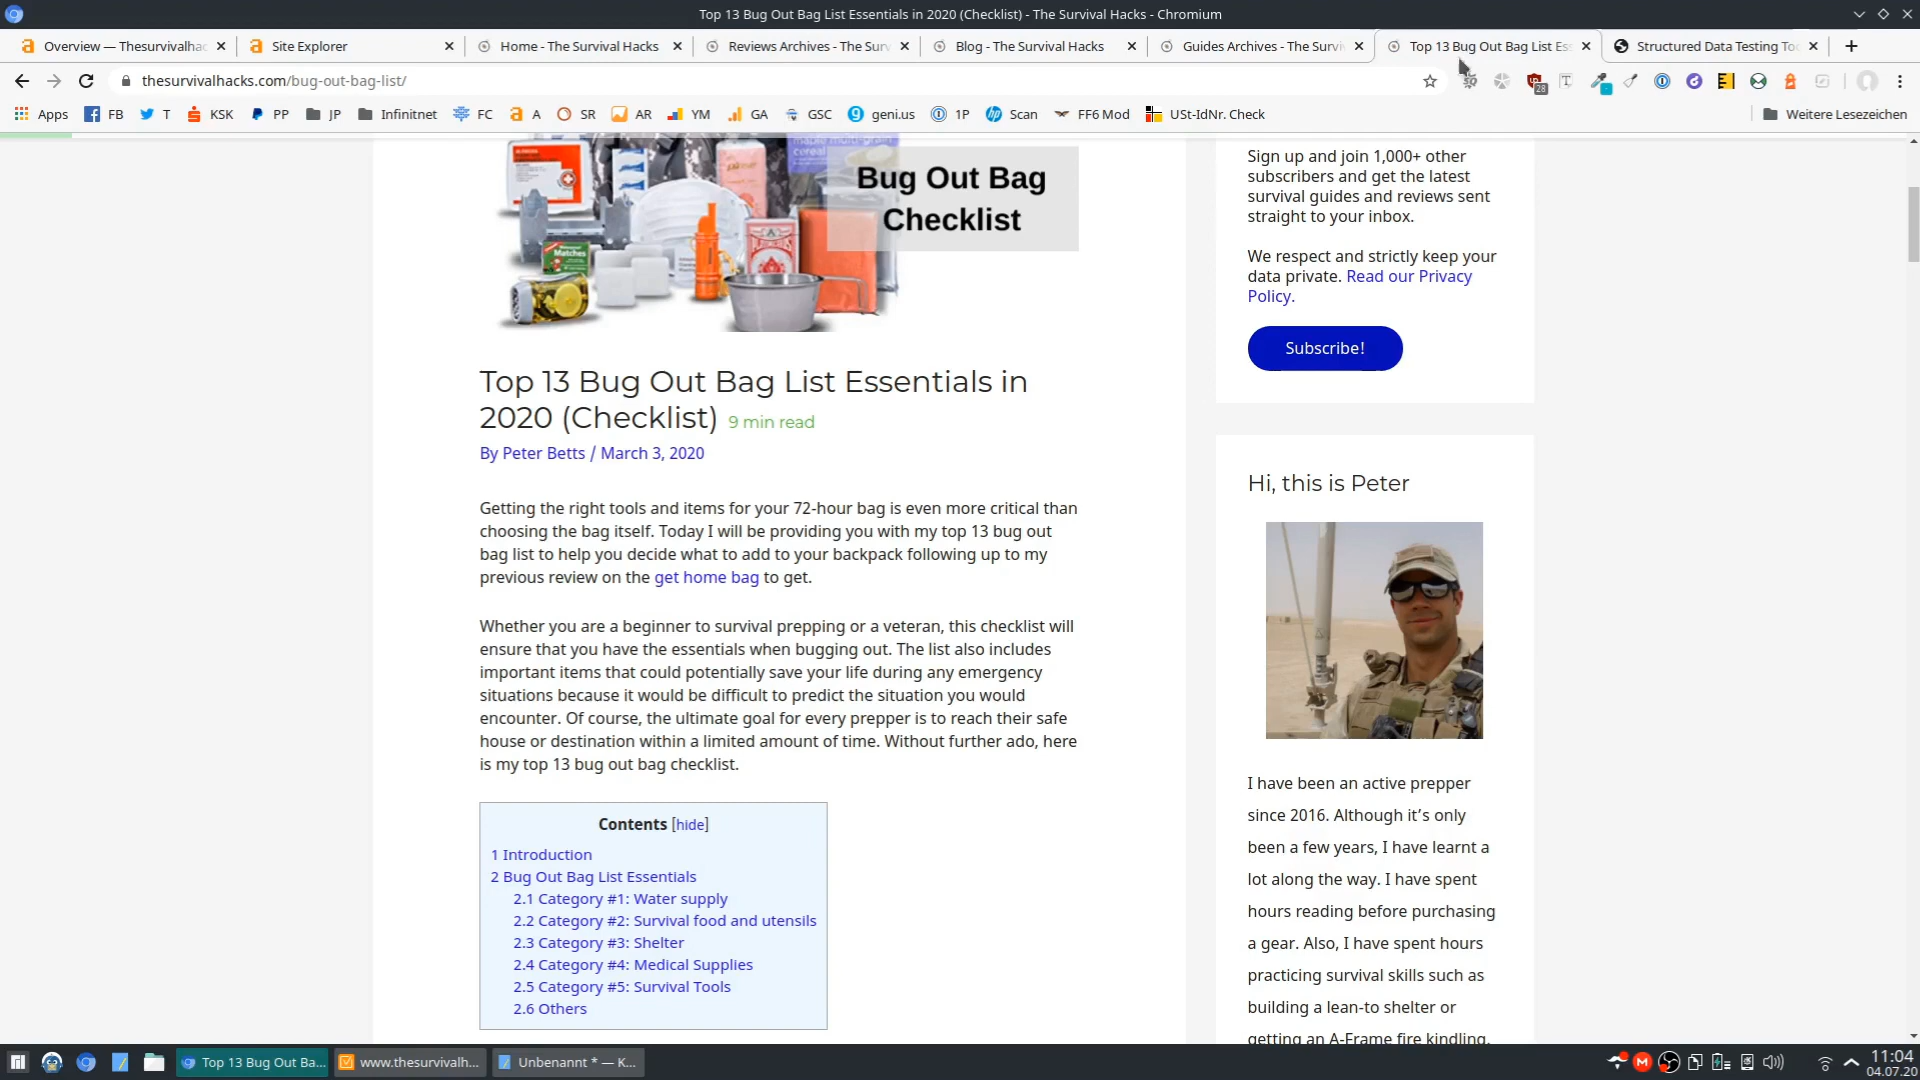 Top 13 Bug Out Bag List Essentials in 2020 (Checklist) - The Survival Hacks - Chromium
Overview — Thesurvivalhac
Site Explorer
Home - The Survival Hacks
Reviews Archives - The Surv
Blog - The Survival Hacks
Guides Archives - The Surviv
Top 13 Bug Out Bag List Ess
Structured Data Testing Too
thesurvivalhacks.com/bug-out-bag-list/
28
Apps FB T KSK PP JP Infinitnet FC A SR AR YM GA GSC geni.us 1P Scan FF6 Mod USt-IdNr. Check Weitere Lesezeichen
maple multi-grain
cereal
Matches
Bug Out Bag
Checklist
Top 13 Bug Out Bag List Essentials in
2020 (Checklist) 9 min read
By Peter Betts / March 3, 2020
Getting the right tools and items for your 72-hour bag is even more critical than
choosing the bag itself. Today I will be providing you with my top 13 bug out
bag list to help you decide what to add to your backpack following up to my
previous review on the get home bag to get.
Whether you are a beginner to survival prepping or a veteran, this checklist will
ensure that you have the essentials when bugging out. The list also includes
important items that could potentially save your life during any emergency
situations because it would be difficult to predict the situation you would
encounter. Of course, the ultimate goal for every prepper is to reach their safe
house or destination within a limited amount of time. Without further ado, here
is my top 13 bug out bag checklist.
Contents [hide]
1 Introduction
2 Bug Out Bag List Essentials
2.1 Category #1: Water supply
2.2 Category #2: Survival food and utensils
2.3 Category #3: Shelter
2.4 Category #4: Medical Supplies
2.5 Category #5: Survival Tools
2.6 Others
Sign up and join 1,000+ other
subscribers and get the latest
survival guides and reviews sent
straight to your inbox.
We respect and strictly keep your
data private. Read our Privacy
Policy.
Subscribe!
Hi, this is Peter
I have been an active prepper
since 2016. Although it's only
been a few years, I have learnt a
lot along the way. I have spent
hours reading before purchasing
a gear. Also, I have spent hours
practicing survival skills such as
building a lean-to shelter or
getting an A-Frame fire kindling.
Top 13 Bug Out Ba...
www.thesurvivalh...
Unbenannt * — K...
11:04
04.07.20